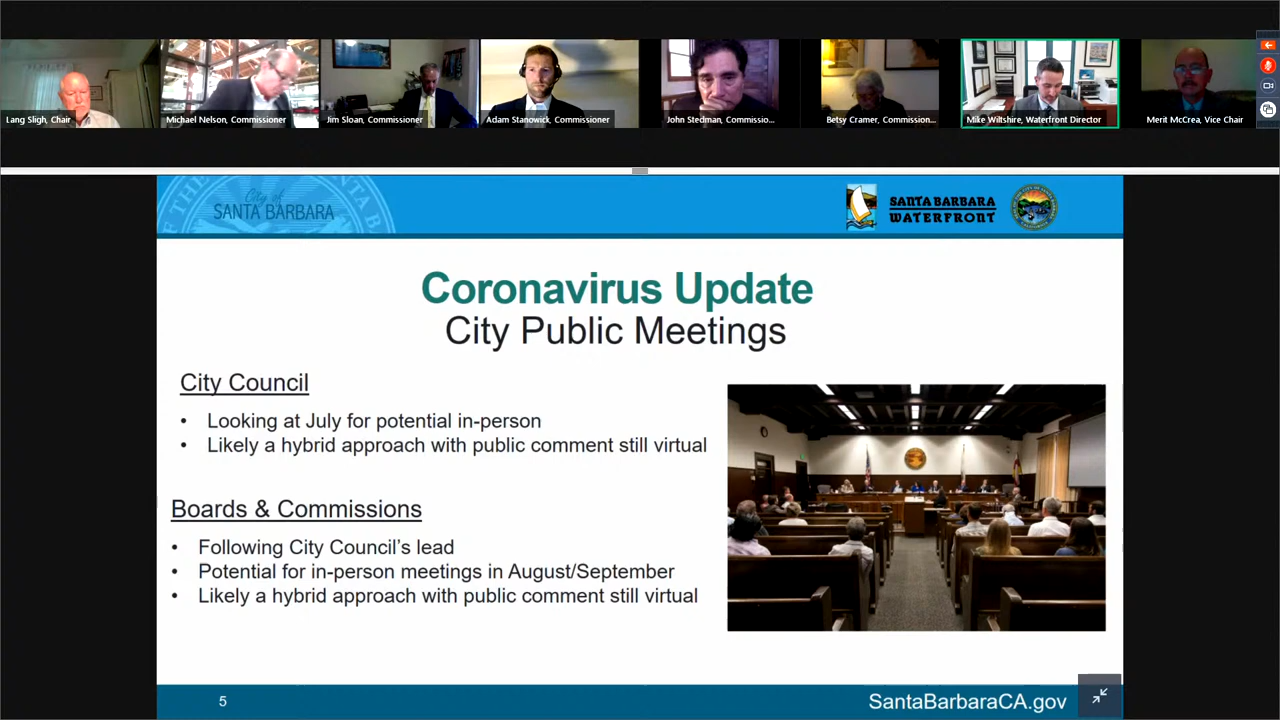 Lang Sligh, Chair
Michael Nelson, Commissioner
Jim Sloan, Commissioner
Adam Stanowick, Commissioner
John Stedman, Commissio...
Betsy Cramer, Commission...
Mike Wiltshire, Waterfront Director
Merit McCrea, Vice Chair
City of
SANTA BARBARA
SANTA BARBARA
WATERFRONT
Coronavirus Update
City Public Meetings
City Council
• Looking at July for potential in-person
• Likely a hybrid approach with public comment still virtual
Boards & Commissions
• Following City Council's lead
• Potential for in-person meetings in August/September
• Likely a hybrid approach with public comment still virtual
5
SantaBarbaraCA.gov